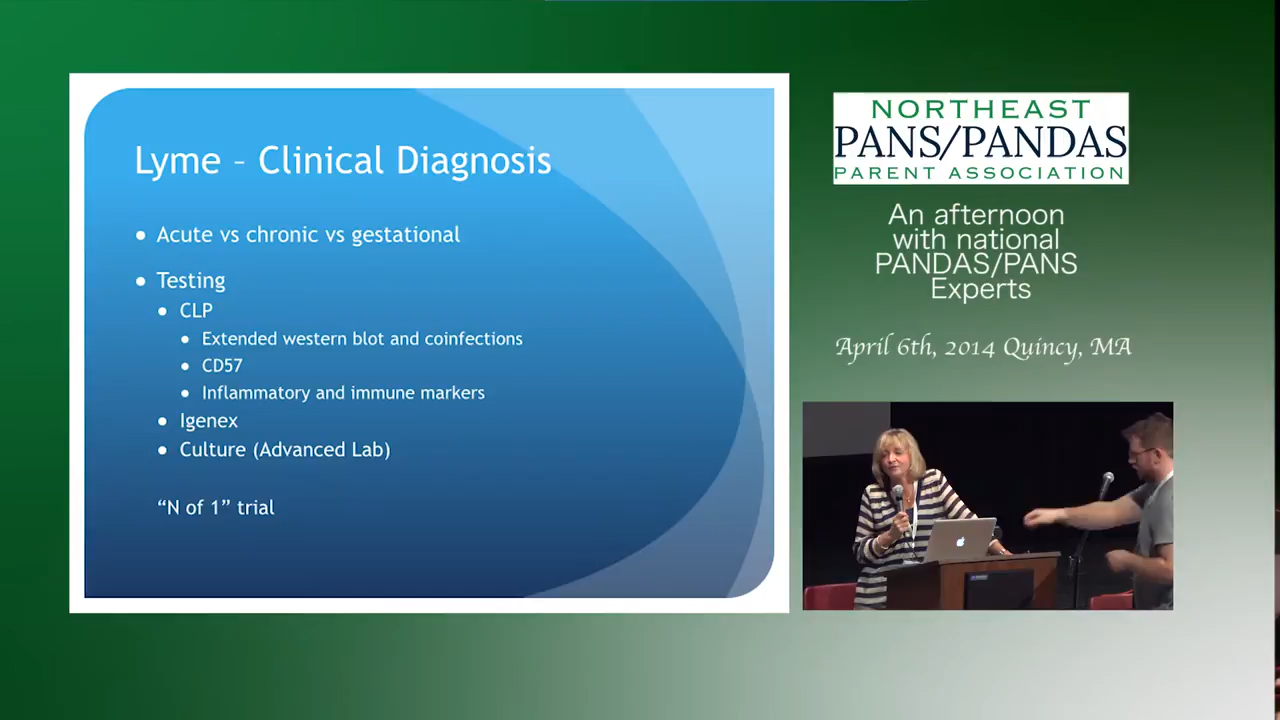 Lyme – Clinical Diagnosis
• Acute vs chronic vs gestational
• Testing
• CLP
• Extended western blot and coinfections
• CD57
• Inflammatory and immune markers
• Igenex
• Culture (Advanced Lab)
“N of 1” trial
NORTHEAST
PANS/PANDAS
PARENT ASSOCIATION
An afternoon
with national
PANDAS/PANS
Experts
April 6th, 2014 Quincy, MA